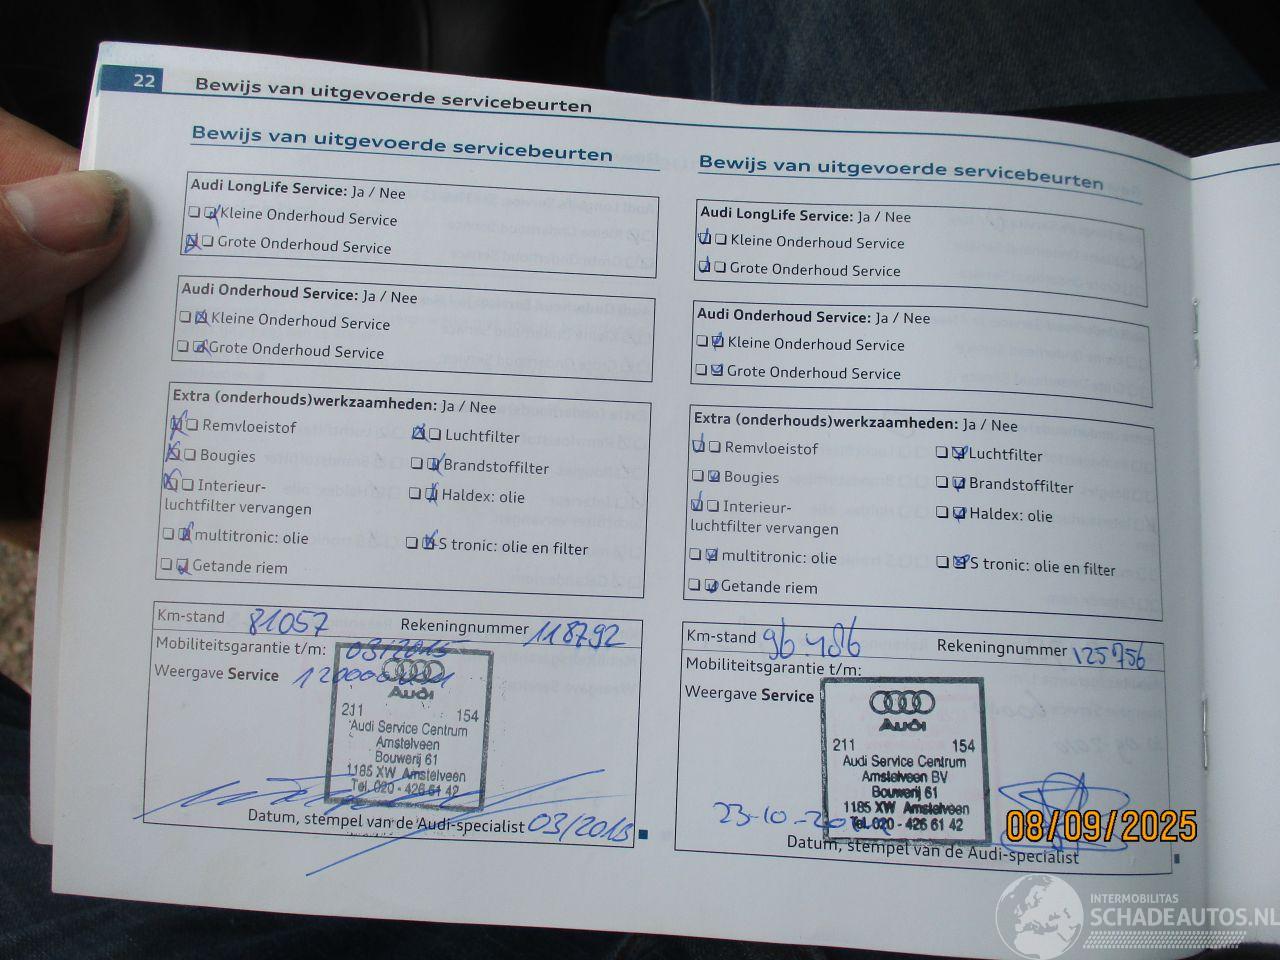 22 Bewijs van uitgevoerde servicebeurten
Bewijs van uitgevoerde servicebeurten
Audi LongLife Service: Ja / Nee
Kleine Onderhoud Service
Grote Onderhoud Service
Audi Onderhoud Service: Ja / Nee
Kleine Onderhoud Service
Grote Onderhoud Service
Extra (onderhouds)werkzaamheden: Ja / Nee
Remvloeistof
Luchtfilter
Bougies
Brandstoffilter
Interieur-
luchtfilter vervangen
Haldex: olie
multitronic: olie
S tronic: olie en filter
Getande riem
Km-stand 81057 Rekeningnummer 118792
Mobiliteitsgarantie t/m: 03/2015
Weergave Service
Audi
211 154
Audi Service Centrum
Amstelveen
Bouwerij 61
1185 XW Amstelveen
Tel. 020 - 426 61 42
Datum, stempel van de Audi-specialist 03/2013
Bewijs van uitgevoerde servicebeurten
Audi LongLife Service: Ja / Nee
Kleine Onderhoud Service
Grote Onderhoud Service
Audi Onderhoud Service: Ja / Nee
Kleine Onderhoud Service
Grote Onderhoud Service
Extra (onderhouds)werkzaamheden: Ja / Nee
Remvloeistof
Luchtfilter
Bougies
Brandstoffilter
Interieur-
luchtfilter vervangen
Haldex: olie
multitronic: olie
S tronic: olie en filter
Getande riem
Km-stand 96486 Rekeningnummer 125756
Mobiliteitsgarantie t/m:
Weergave Service
Audi
211 154
Audi Service Centrum
Amstelveen BV
Bouwerij 61
1185 XW Amstelveen
Tel. 020 - 426 61 42
23-10-
Datum, stempel van de Audi-specialist
08/09/2025
INTERMOBILITAS
SCHADEAUTOS.NL